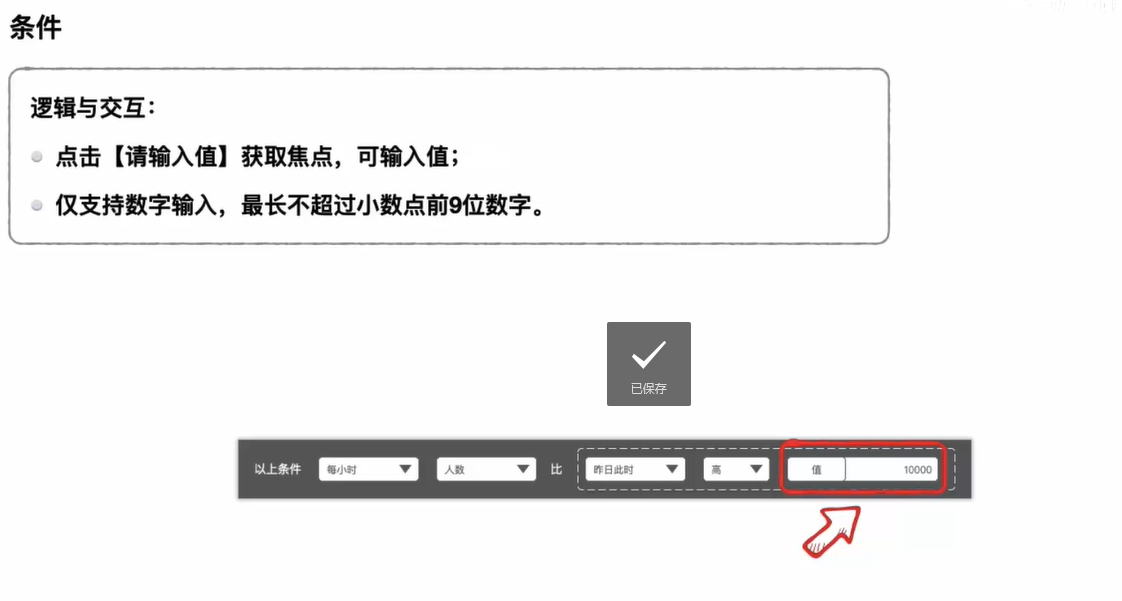 条件
逻辑与交互：
点击【请输入值】获取焦点，可输入值；
仅支持数字输入，最长不超过小数点前9位数字。
已保存
以上条件 每小时 人数 比 昨日此时 高 值 10000